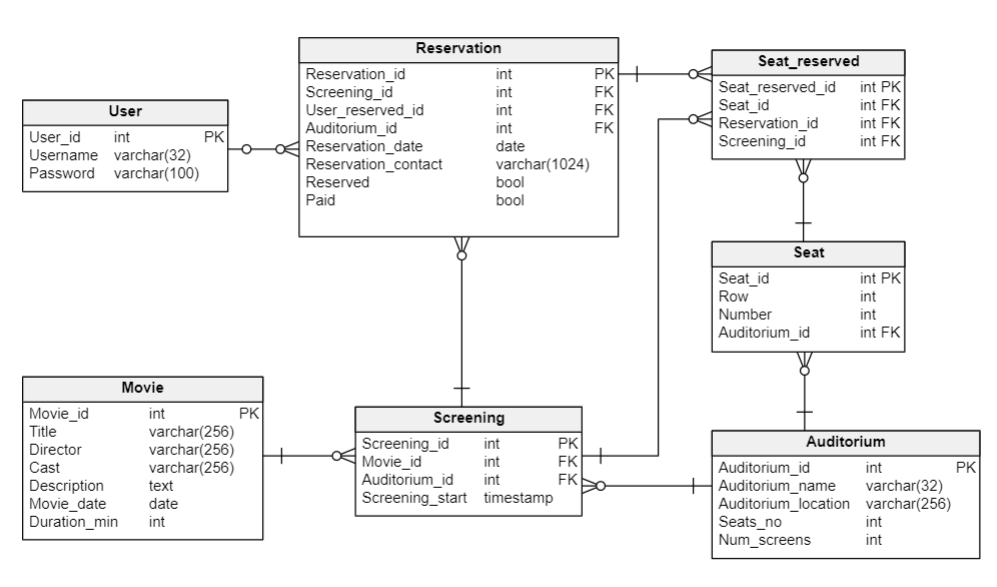 Reservation
Reservation_id int PK
Screening_id int FK
User_reserved_id int FK
Auditorium_id int FK
Reservation_date date
Reservation_contact varchar(1024)
Reserved bool
Paid bool
Seat_reserved
Seat_reserved_id int PK
Seat_id int FK
Reservation_id int FK
Screening_id int FK
User
User_id int PK
Username varchar(32)
Password varchar(100)
Seat
Seat_id int PK
Row int
Number int
Auditorium_id int FK
Movie
Movie_id int PK
Title varchar(256)
Director varchar(256)
Cast varchar(256)
Description text
Movie_date date
Duration_min int
Screening
Screening_id int PK
Movie_id int FK
Auditorium_id int FK
Screening_start timestamp
Auditorium
Auditorium_id int PK
Auditorium_name varchar(32)
Auditorium_location varchar(256)
Seats_no int
Num_screens int